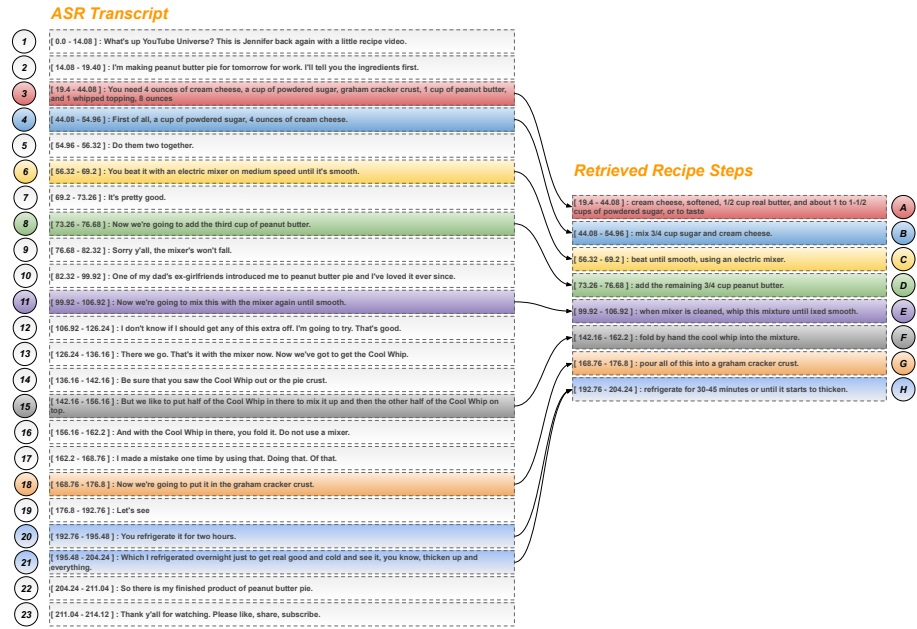 ASR Transcript
1
[ 0.0 - 14.08 ] : What's up YouTube Universe? This is Jennifer back again with a little recipe video.
2
[ 14.08 - 19.40 ] : I'm making peanut butter pie for tomorrow for work. I'll tell you the ingredients first.
3
[ 19.4 - 44.08 ] : You need 4 ounces of cream cheese, a cup of powdered sugar, graham cracker crust, 1 cup of peanut butter,
and 1 whipped topping, 8 ounces
4
[ 44.08 - 54.96 ] : First of all, a cup of powdered sugar, 4 ounces of cream cheese.
5
[ 54.96 - 56.32 ] : Do them two together.
6
[ 56.32 - 69.2 ] : You beat it with an electric mixer on medium speed until it's smooth.
7
[ 69.2 - 73.26 ] : It's pretty good.
8
[ 73.26 - 76.68 ] : Now we're going to add the third cup of peanut butter.
9
[ 76.68 - 82.32 ] : Sorry y'all, the mixer's won't fall.
10
[ 82.32 - 99.92 ] : One of my dad's ex-girlfriends introduced me to peanut butter pie and I've loved it ever since.
11
[ 99.92 - 106.92 ] : Now we're going to mix this with the mixer again until smooth.
12
[ 106.92 - 126.24 ] : I don't know if I should get any of this extra off. I'm going to try. That's good.
13
[ 126.24 - 136.16 ] : There we go. That's it with the mixer now. Now we've got to get the Cool Whip.
14
[ 136.16 - 142.16 ] : Be sure that you saw the Cool Whip out or the pie crust.
15
[ 142.16 - 156.16 ] : But we like to put half of the Cool Whip in there to mix it up and then the other half of the Cool Whip on
top.
16
[ 156.16 - 162.2 ] : And with the Cool Whip in there, you fold it. Do not use a mixer.
17
[ 162.2 - 168.76 ] : I made a mistake one time by using that. Doing that. Of that.
18
[ 168.76 - 176.8 ] : Now we're going to put it in the graham cracker crust.
19
[ 176.8 - 192.76 ] : Let's see
20
[ 192.76 - 195.48 ] : You refrigerate it for two hours.
21
[ 195.48 - 204.24 ] : Which I refrigerated overnight just to get real good and cold and see it, you know, thicken up and
everything.
22
[ 204.24 - 211.04 ] : So there is my finished product of peanut butter pie.
23
[ 211.04 - 214.12 ] : Thank y'all for watching. Please like, share, subscribe.
Retrieved Recipe Steps
[ 19.4 - 44.08 ] : cream cheese, softened, 1/2 cup real butter, and about 1 to 1-1/2
cups of powdered sugar, or to taste
A
[ 44.08 - 54.96 ] : mix 3/4 cup sugar and cream cheese.
B
[ 56.32 - 69.2 ] : beat until smooth, using an electric mixer.
C
[ 73.26 - 76.68 ] : add the remaining 3/4 cup peanut butter.
D
[ 99.92 - 106.92 ] : when mixer is cleaned, whip this mixture until ixed smooth.
E
[ 142.16 - 162.2 ] : fold by hand the cool whip into the mixture.
F
[ 168.76 - 176.8 ] : pour all of this into a graham cracker crust.
G
[ 192.76 - 204.24 ] : refrigerate for 30-45 minutes or until it starts to thicken.
H